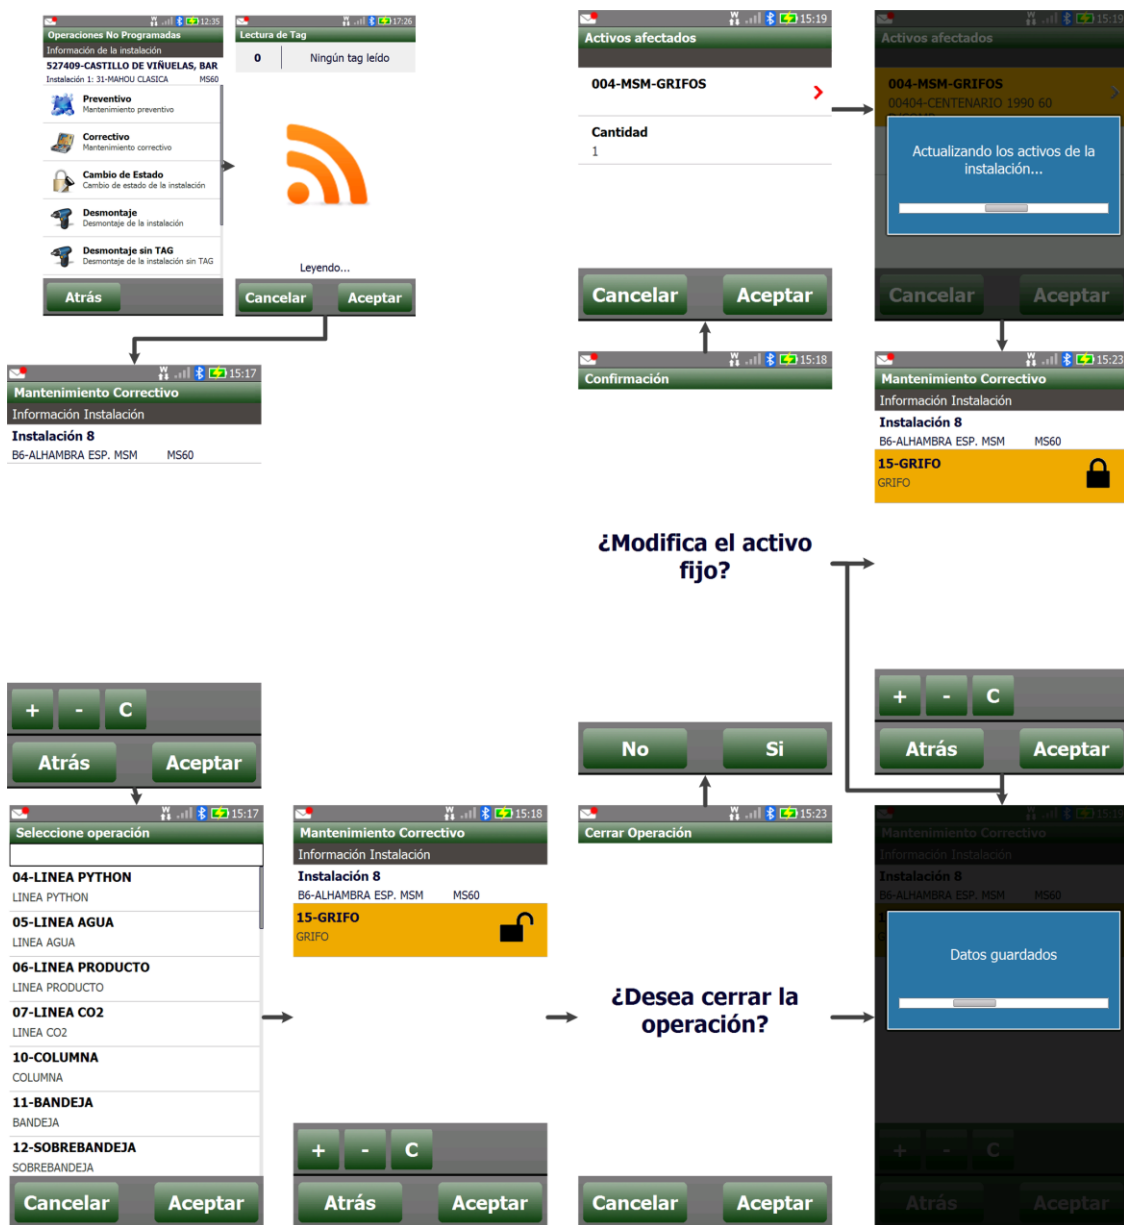 12:35
Operaciones No Programadas
Información de la instalación
527409-CASTILLO DE VIÑUELAS, BAR
Instalación 1: 31-MAHOU CLASICA MS60
Preventivo
Mantenimiento preventivo
Correctivo
Mantenimiento correctivo
Cambio de Estado
Cambio de estado de la instalación
Desmontaje
Desmontaje de la instalación
Desmontaje sin TAG
Desmontaje de la instalación sin TAG
Atrás
17:26
Lectura de Tag
0 Ningún tag leído
Leyendo...
Cancelar Aceptar
15:17
Mantenimiento Correctivo
Información Instalación
Instalación 8
B6-ALHAMBRA ESP. MSM MS60
+ - C
Atrás Aceptar
15:17
Seleccione operación
04-LINEA PYTHON
LINEA PYTHON
05-LINEA AGUA
LINEA AGUA
06-LINEA PRODUCTO
LINEA PRODUCTO
07-LINEA CO2
LINEA CO2
10-COLUMNA
COLUMNA
11-BANDEJA
BANDEJA
12-SOBREBANDEJA
SOBREBANDEJA
Cancelar Aceptar
15:18
Mantenimiento Correctivo
Información Instalación
Instalación 8
B6-ALHAMBRA ESP. MSM MS60
15-GRIFO
GRIFO
+ - C
Atrás Aceptar
15:23
Cerrar Operación
¿Desea cerrar la
operación?
Cancelar Aceptar
15:18
Confirmación
¿Modifica el activo
fijo?
No Si
15:19
Activos afectados
004-MSM-GRIFOS
Cantidad
1
Cancelar Aceptar
15:19
Activos afectados
004-MSM-GRIFOS
00404-CENTENARIO 1990 60
Actualizando los activos de la
instalación...
Cancelar Aceptar
15:23
Mantenimiento Correctivo
Información Instalación
Instalación 8
B6-ALHAMBRA ESP. MSM MS60
15-GRIFO
GRIFO
+ - C
Atrás Aceptar
Mantenimiento Correctivo
Información Instalación
Instalación 8
B6-ALHAMBRA ESP. MSM MS60
Datos guardados
+ - C
Atrás Aceptar